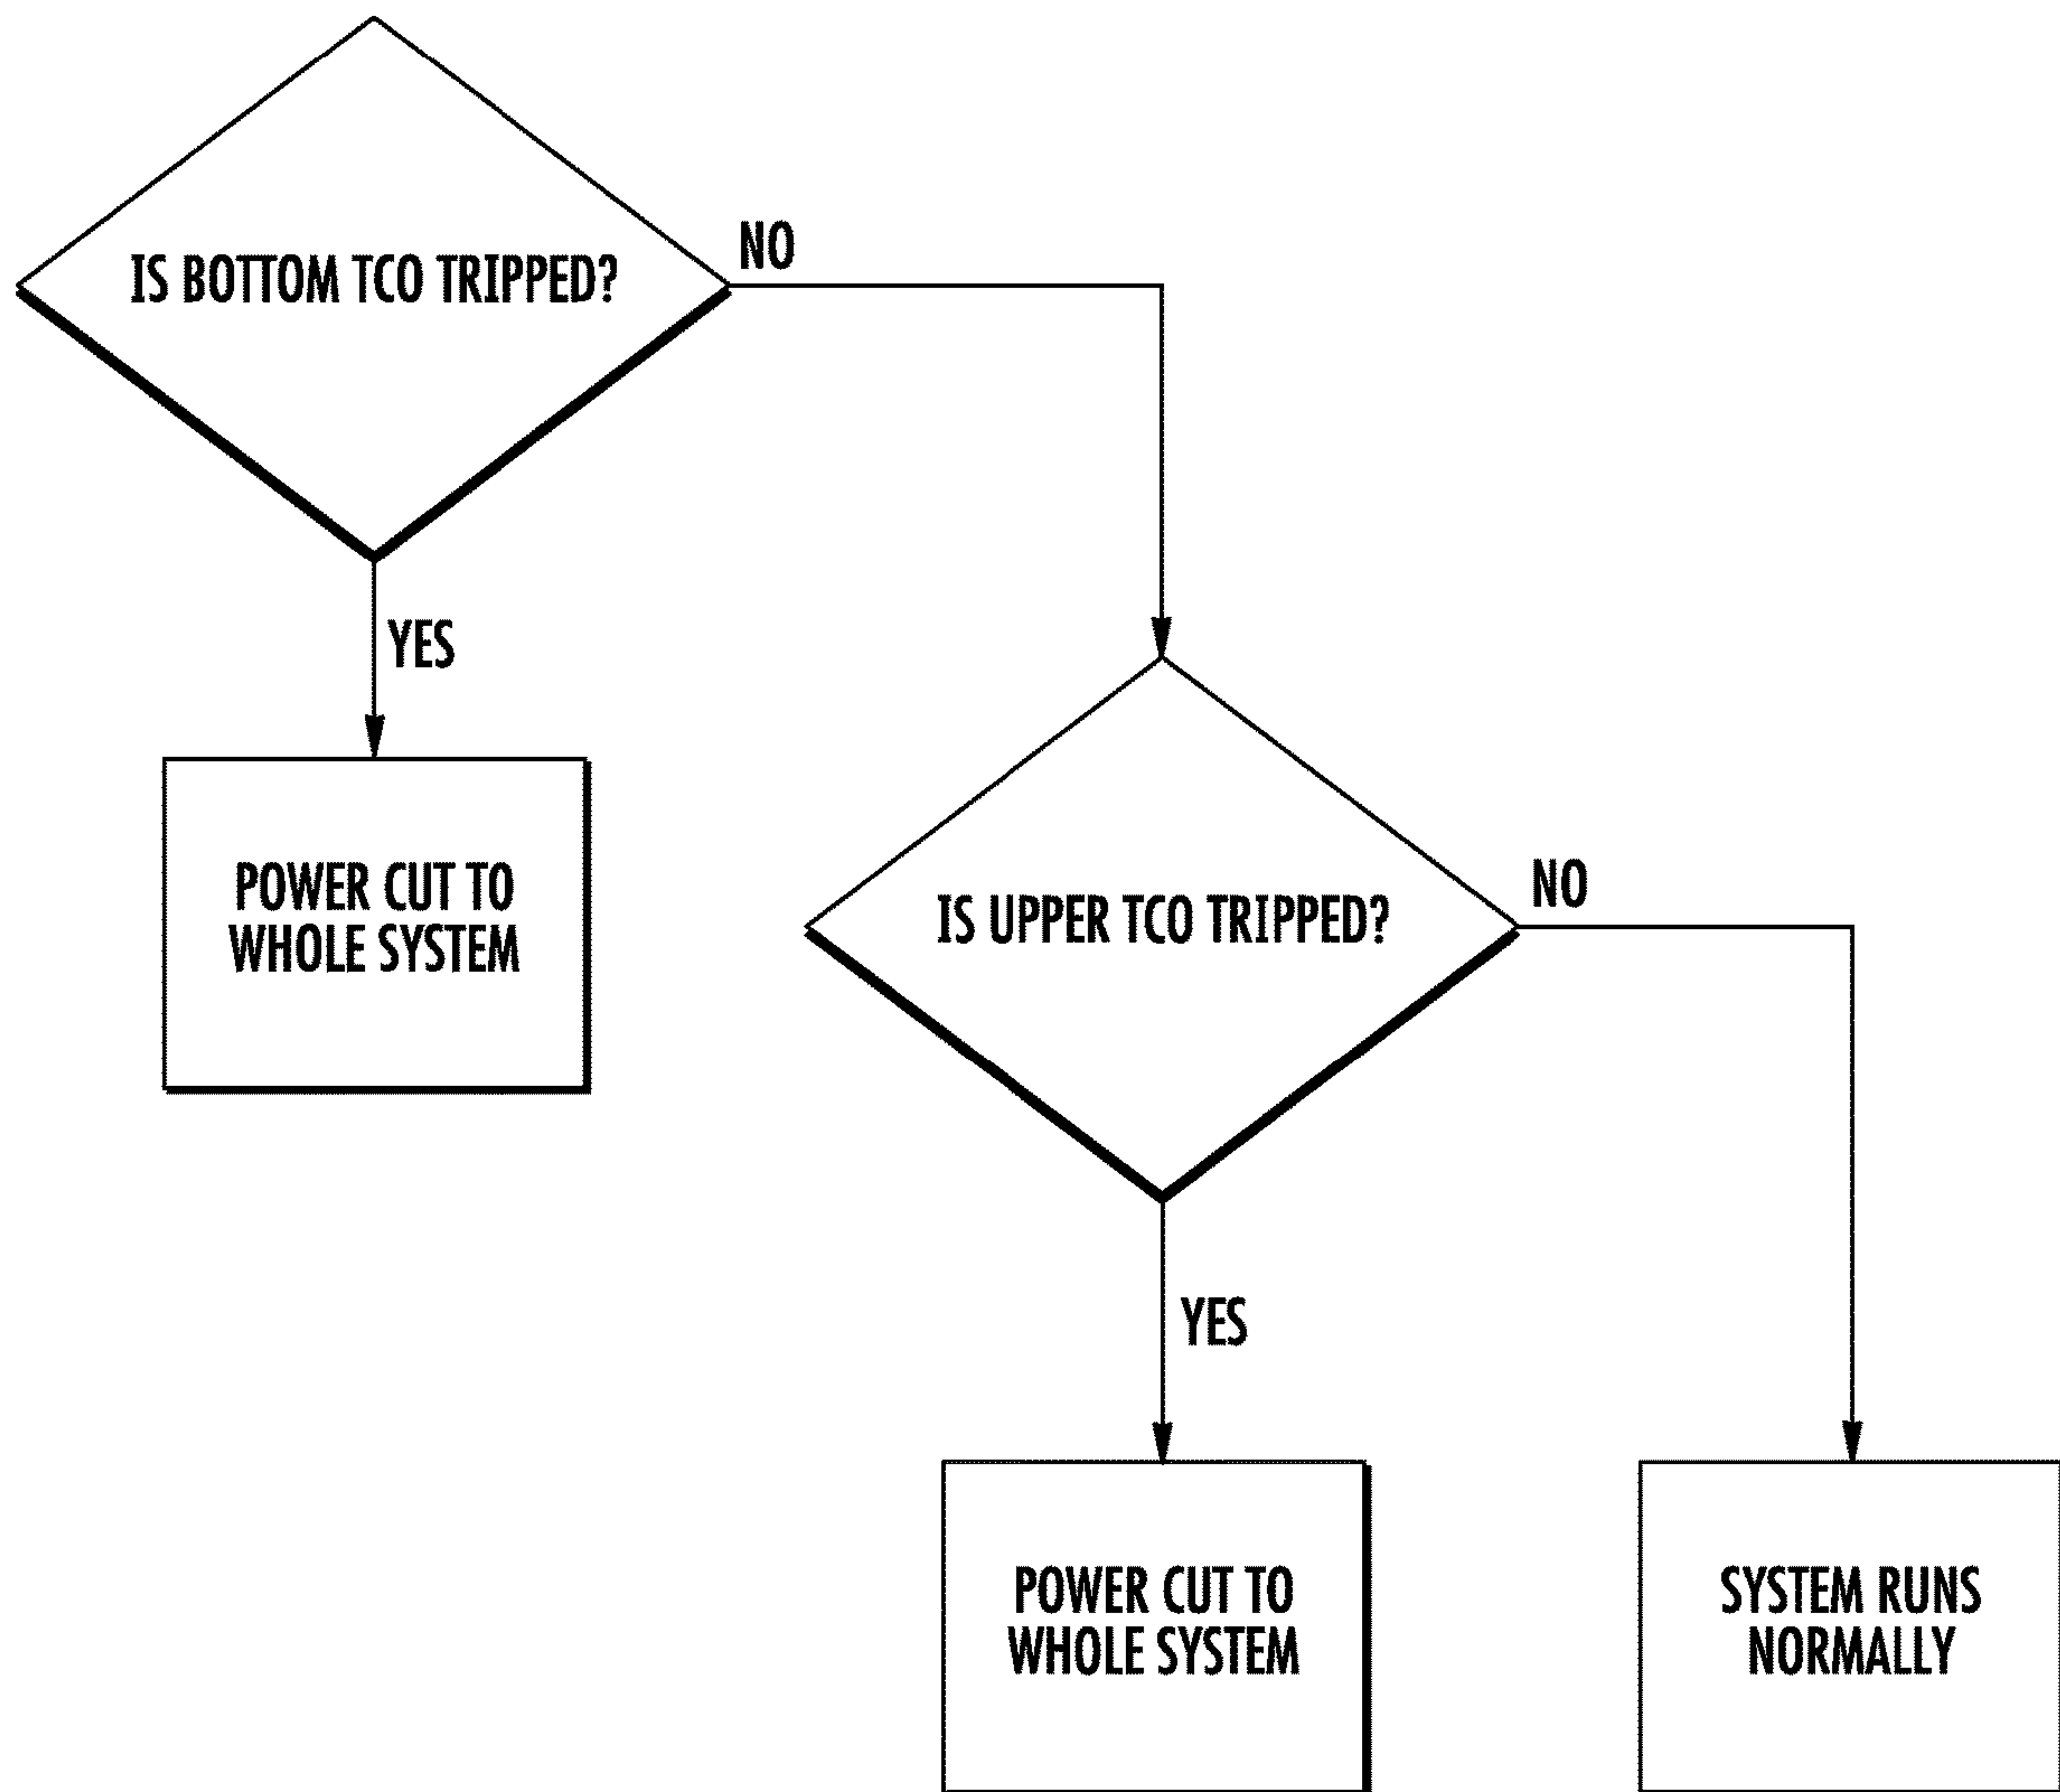 IS BOTTOM TCO TRIPPED?
NO
YES
POWER CUT TO
WHOLE SYSTEM
IS UPPER TCO TRIPPED?
NO
YES
POWER CUT TO
WHOLE SYSTEM
SYSTEM RUNS
NORMALLY